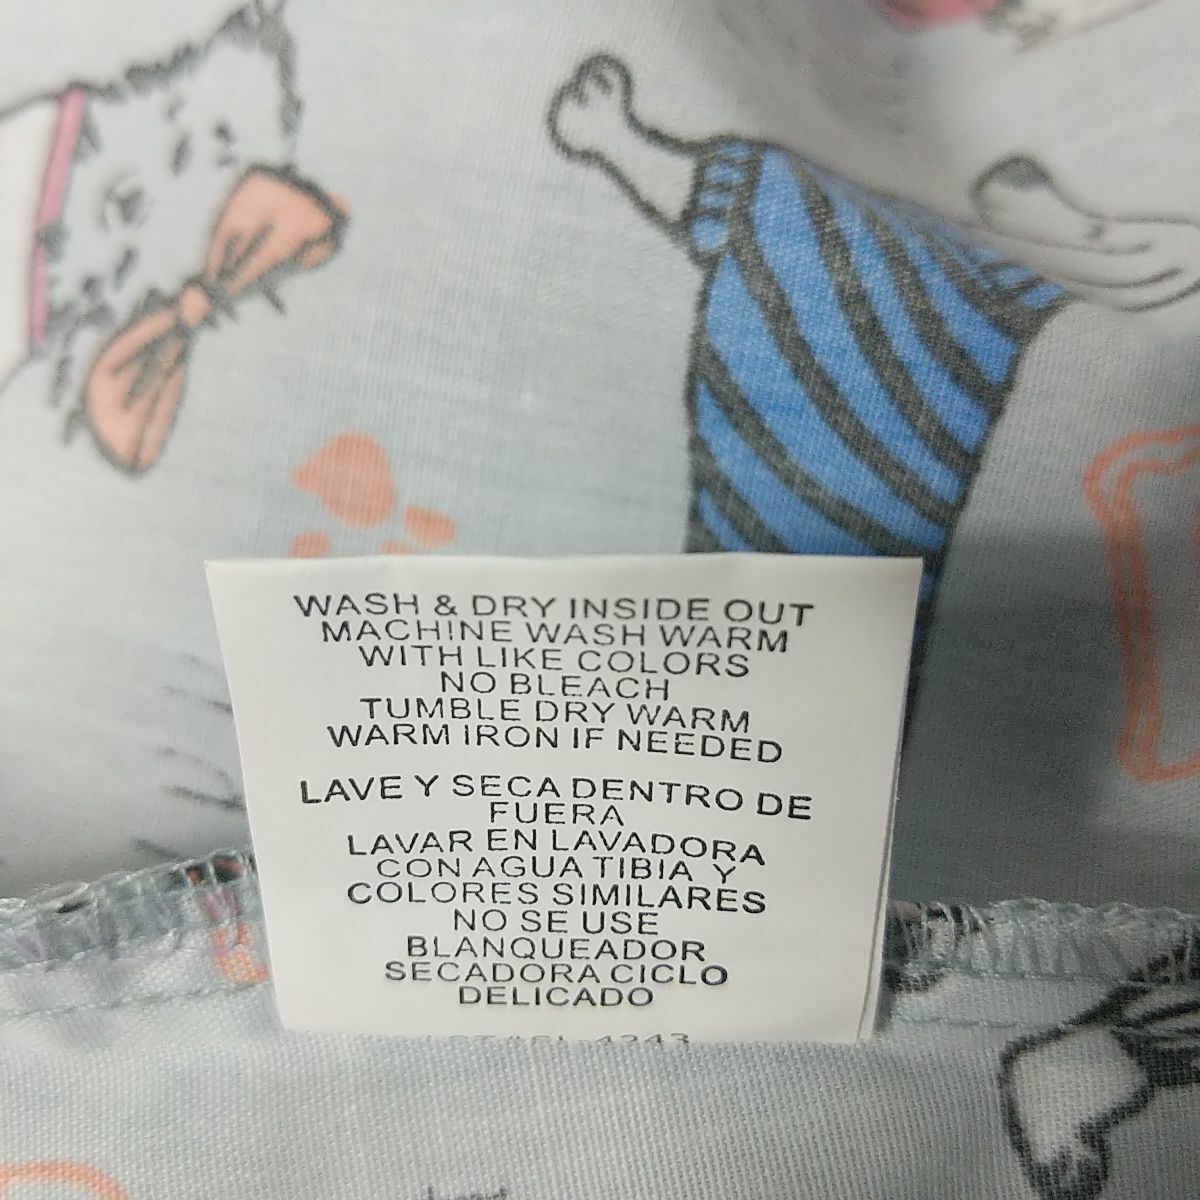 WASH & DRY INSIDE OUT
MACHINE WASH WARM
WITH LIKE COLORS
NO BLEACH
TUMBLE DRY WARM
WARM IRON IF NEEDED
LAVE Y SECA DENTRO DE
FUERA
LAVAR EN LAVADORA
CON AGUA TIBIA Y
COLORES SIMILARES
NO SE USE
BLANQUEADOR
SECADORA CICLO
DELICADO
4243